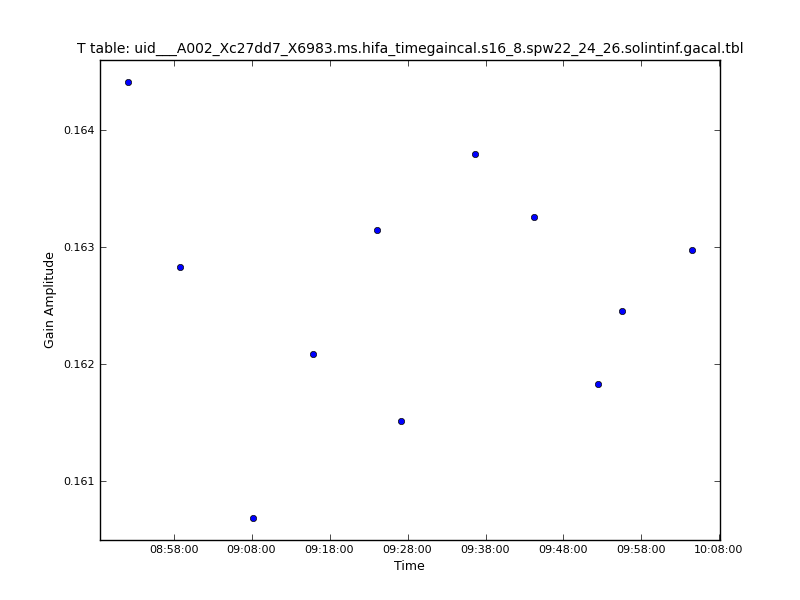 T table: uid___A002_Xc27dd7_X6983.ms.hifa_timegaincal.s16_8.spw22_24_26.solintinf.gacal.tbl
0.164
0.163
0.162
0.161
Gain Amplitude
08:58:00 09:08:00 09:18:00 09:28:00 09:38:00 09:48:00 09:58:00 10:08:00
Time